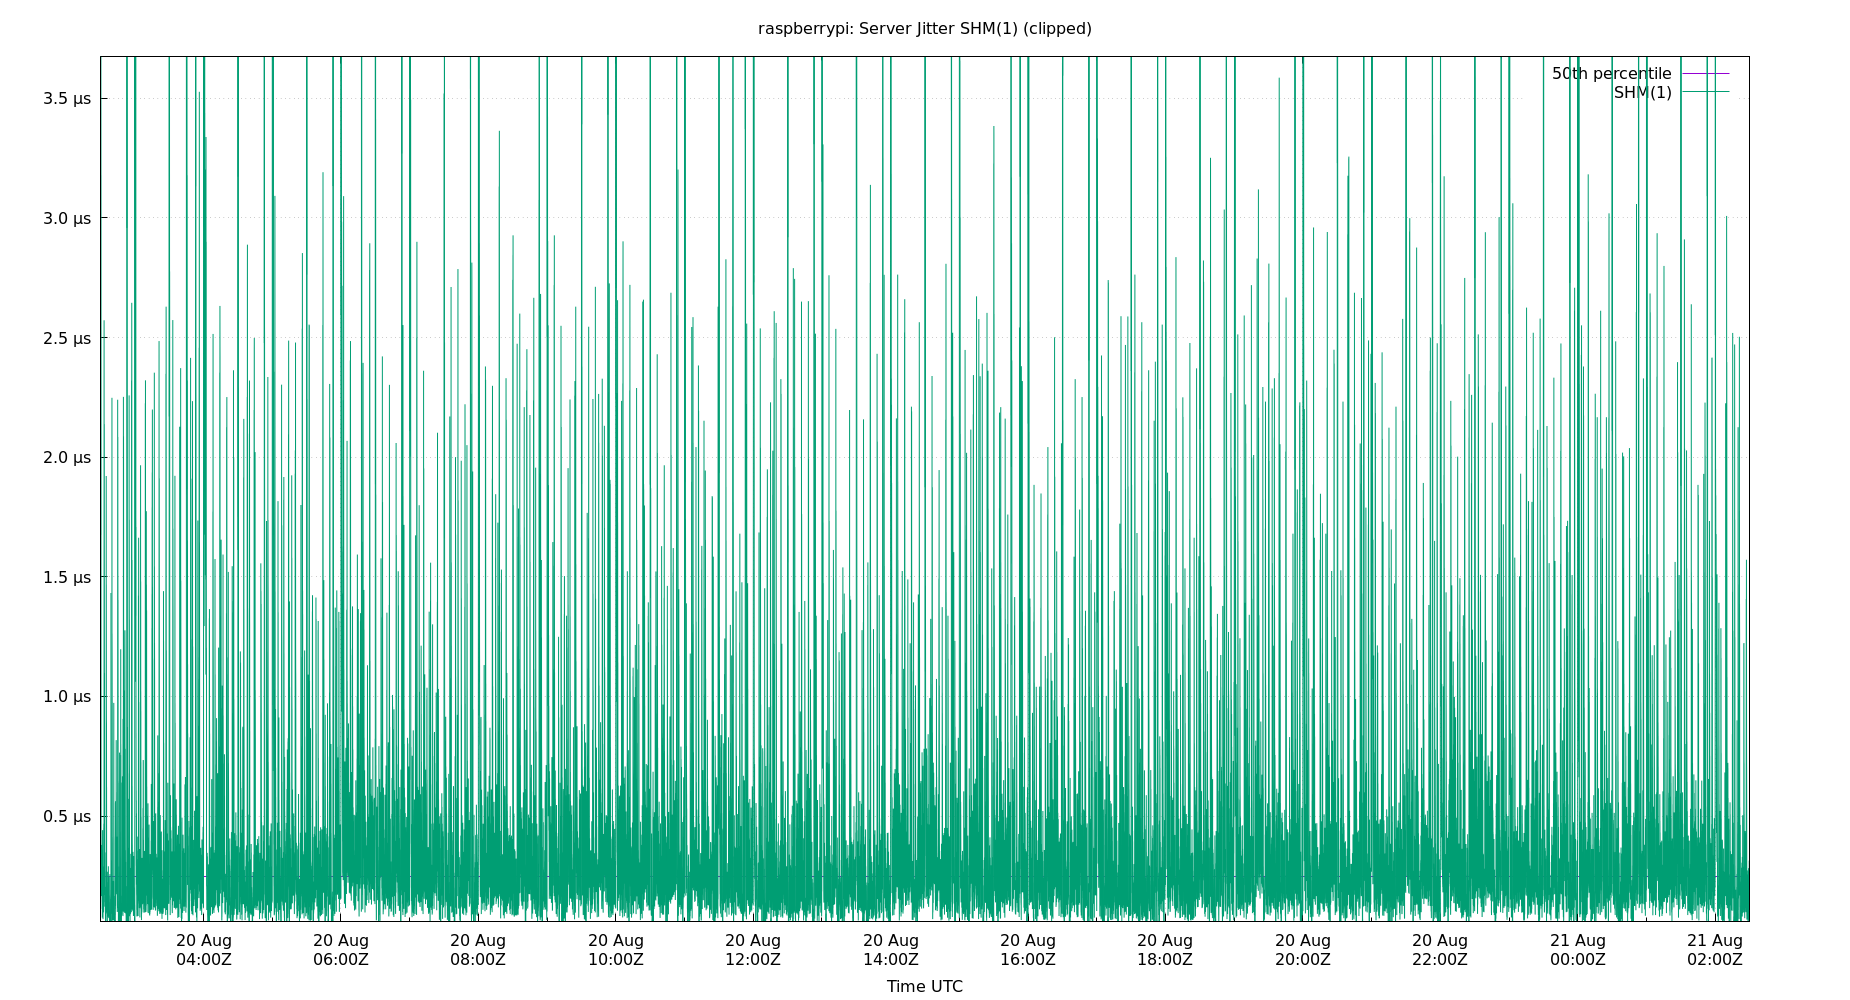 raspberrypi: Server Jitter SHM(1) (clipped)
50th percentile
SHM(1)
3.5 µs
3.0 µs
2.5 µs
2.0 µs
1.5 µs
1.0 µs
0.5 µs
20 Aug 20 Aug 20 Aug 20 Aug 20 Aug 20 Aug 20 Aug 20 Aug 20 Aug 20 Aug 21 Aug 21 Aug
04:00Z 06:00Z 08:00Z 10:00Z 12:00Z 14:00Z 16:00Z 18:00Z 20:00Z 22:00Z 00:00Z 02:00Z
Time UTC